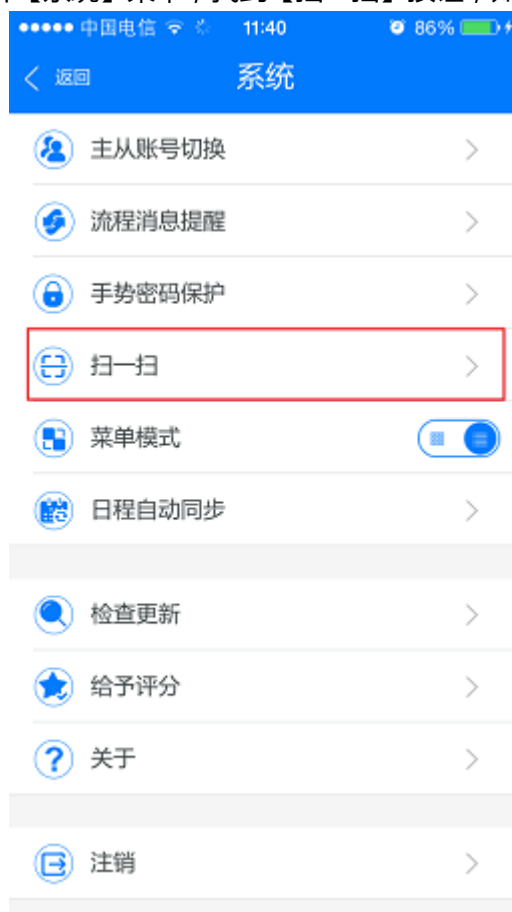 中国电信 11:40 86%
返回 系统
主从账号切换
流程消息提醒
手势密码保护
扫一扫
菜单模式
日程自动同步
检查更新
给予评分
关于
注销